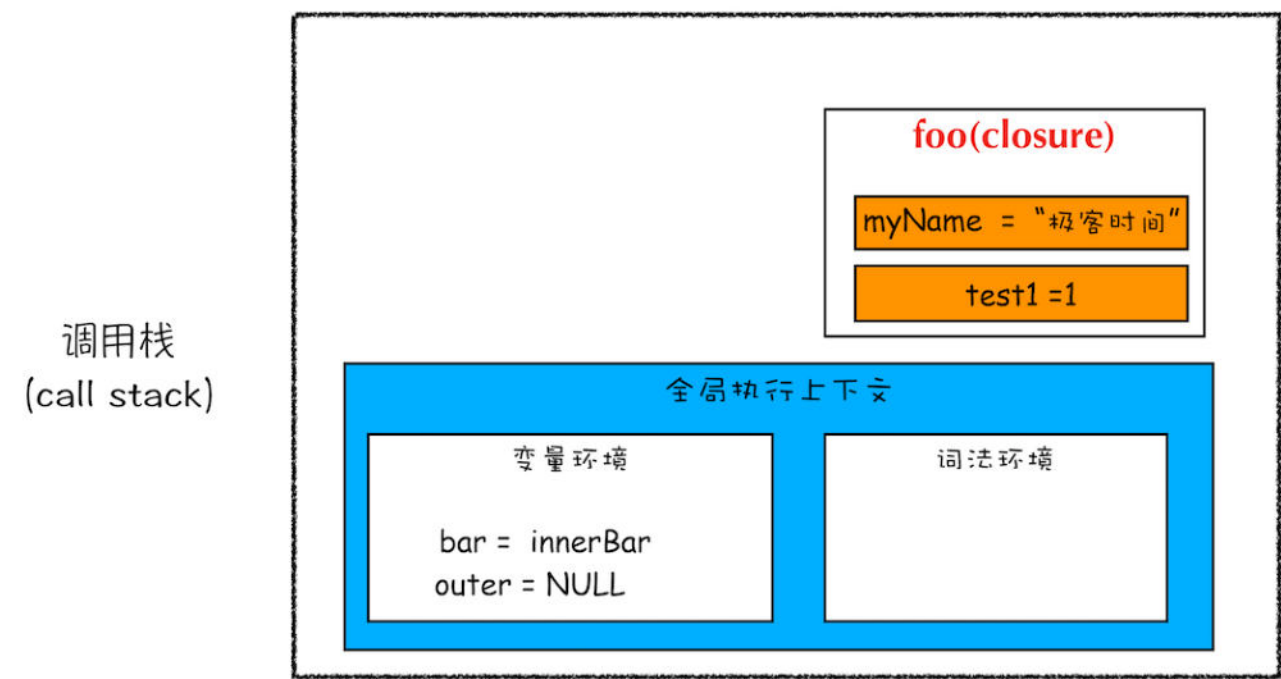 foo(closure)
myName = “极客时间”
test1 =1
调用栈
(call stack)
全局执行上下文
变量环境
词法环境
bar = innerBar
outer = NULL